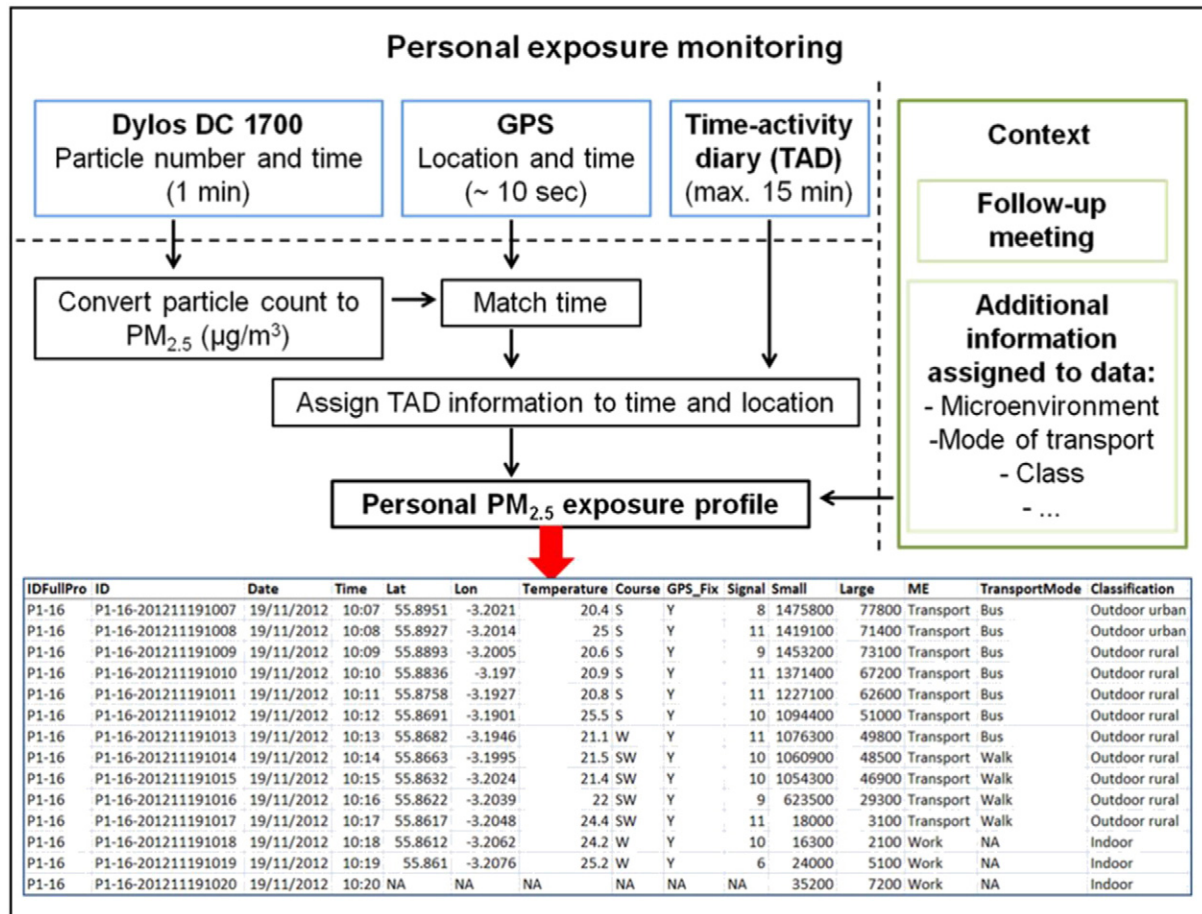 Personal exposure monitoring
Dylos DC 1700
Particle number and time
(1 min)
GPS
Location and time
(~ 10 sec)
Time-activity
diary (TAD)
(max. 15 min)
Context
Follow-up
meeting
Additional
information
assigned to data:
- Microenvironment
-Mode of transport
- Class
- ...
Convert particle count to
PM2.5 (µg/m³)
Match time
Assign TAD information to time and location
Personal PM2.5 exposure profile
IDFullPro ID Date Time Lat Lon Temperature Course GPS_Fix Signal Small Large ME TransportMode Classification
P1-16 P1-16-201211191007 19/11/2012 10:07 55.8951 -3.2021 20.4 S Y 8 1475800 77800 Transport Bus Outdoor urban
P1-16 P1-16-201211191008 19/11/2012 10:08 55.8927 -3.2014 25 S Y 11 1419100 71400 Transport Bus Outdoor urban
P1-16 P1-16-201211191009 19/11/2012 10:09 55.8893 -3.2005 20.6 S Y 9 1453200 73100 Transport Bus Outdoor rural
P1-16 P1-16-201211191010 19/11/2012 10:10 55.8836 -3.197 20.9 S Y 11 1371400 67200 Transport Bus Outdoor rural
P1-16 P1-16-201211191011 19/11/2012 10:11 55.8758 -3.1927 20.8 S Y 11 1227100 62600 Transport Bus Outdoor rural
P1-16 P1-16-201211191012 19/11/2012 10:12 55.8691 -3.1901 25.5 S Y 10 1094400 51000 Transport Bus Outdoor rural
P1-16 P1-16-201211191013 19/11/2012 10:13 55.8682 -3.1946 21.1 W Y 11 1076300 49800 Transport Bus Outdoor rural
P1-16 P1-16-201211191014 19/11/2012 10:14 55.8663 -3.1995 21.5 SW Y 10 1060900 48500 Transport Walk Outdoor rural
P1-16 P1-16-201211191015 19/11/2012 10:15 55.8632 -3.2024 21.4 SW Y 10 1054300 46900 Transport Walk Outdoor rural
P1-16 P1-16-201211191016 19/11/2012 10:16 55.8622 -3.2039 22 SW Y 9 623500 29300 Transport Walk Outdoor rural
P1-16 P1-16-201211191017 19/11/2012 10:17 55.8617 -3.2048 24.4 SW Y 11 18000 3100 Transport Walk Outdoor rural
P1-16 P1-16-201211191018 19/11/2012 10:18 55.8612 -3.2062 24.2 W Y 10 16300 2100 Work NA Indoor
P1-16 P1-16-201211191019 19/11/2012 10:19 55.861 -3.2076 25.2 W Y 6 24000 5100 Work NA Indoor
P1-16 P1-16-201211191020 19/11/2012 10:20 NA NA NA NA NA NA 35200 7200 Work NA Indoor